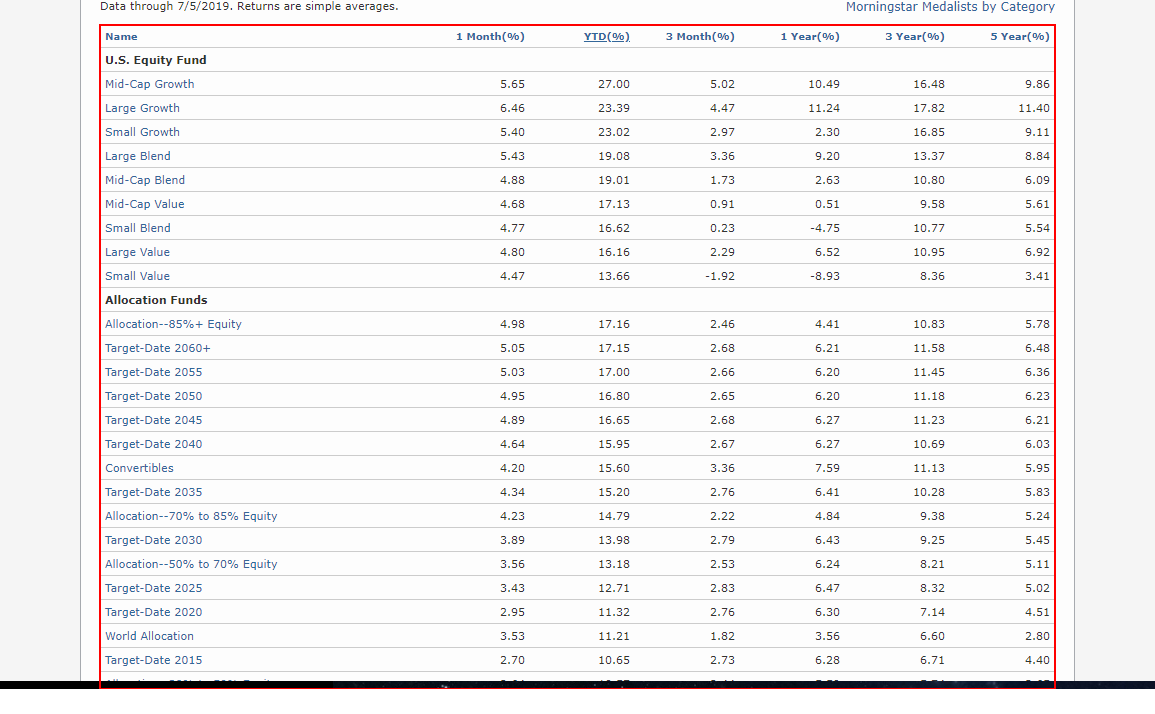 Data through 7/5/2019. Returns are simple averages. Morningstar Medalists by Category
Name 1 Month(%) YTD(%) 3 Month(%) 1 Year(%) 3 Year(%) 5 Year(%)
U.S. Equity Fund
Mid-Cap Growth 5.65 27.00 5.02 10.49 16.48 9.86
Large Growth 6.46 23.39 4.47 11.24 17.82 11.40
Small Growth 5.40 23.02 2.97 2.30 16.85 9.11
Large Blend 5.43 19.08 3.36 9.20 13.37 8.84
Mid-Cap Blend 4.88 19.01 1.73 2.63 10.80 6.09
Mid-Cap Value 4.68 17.13 0.91 0.51 9.58 5.61
Small Blend 4.77 16.62 0.23 -4.75 10.77 5.54
Large Value 4.80 16.16 2.29 6.52 10.95 6.92
Small Value 4.47 13.66 -1.92 -8.93 8.36 3.41
Allocation Funds
Allocation--85%+ Equity 4.98 17.16 2.46 4.41 10.83 5.78
Target-Date 2060+ 5.05 17.15 2.68 6.21 11.58 6.48
Target-Date 2055 5.03 17.00 2.66 6.20 11.45 6.36
Target-Date 2050 4.95 16.80 2.65 6.20 11.18 6.23
Target-Date 2045 4.89 16.65 2.68 6.27 11.23 6.21
Target-Date 2040 4.64 15.95 2.67 6.27 10.69 6.03
Convertibles 4.20 15.60 3.36 7.59 11.13 5.95
Target-Date 2035 4.34 15.20 2.76 6.41 10.28 5.83
Allocation--70% to 85% Equity 4.23 14.79 2.22 4.84 9.38 5.24
Target-Date 2030 3.89 13.98 2.79 6.43 9.25 5.45
Allocation--50% to 70% Equity 3.56 13.18 2.53 6.24 8.21 5.11
Target-Date 2025 3.43 12.71 2.83 6.47 8.32 5.02
Target-Date 2020 2.95 11.32 2.76 6.30 7.14 4.51
World Allocation 3.53 11.21 1.82 3.56 6.60 2.80
Target-Date 2015 2.70 10.65 2.73 6.28 6.71 4.40